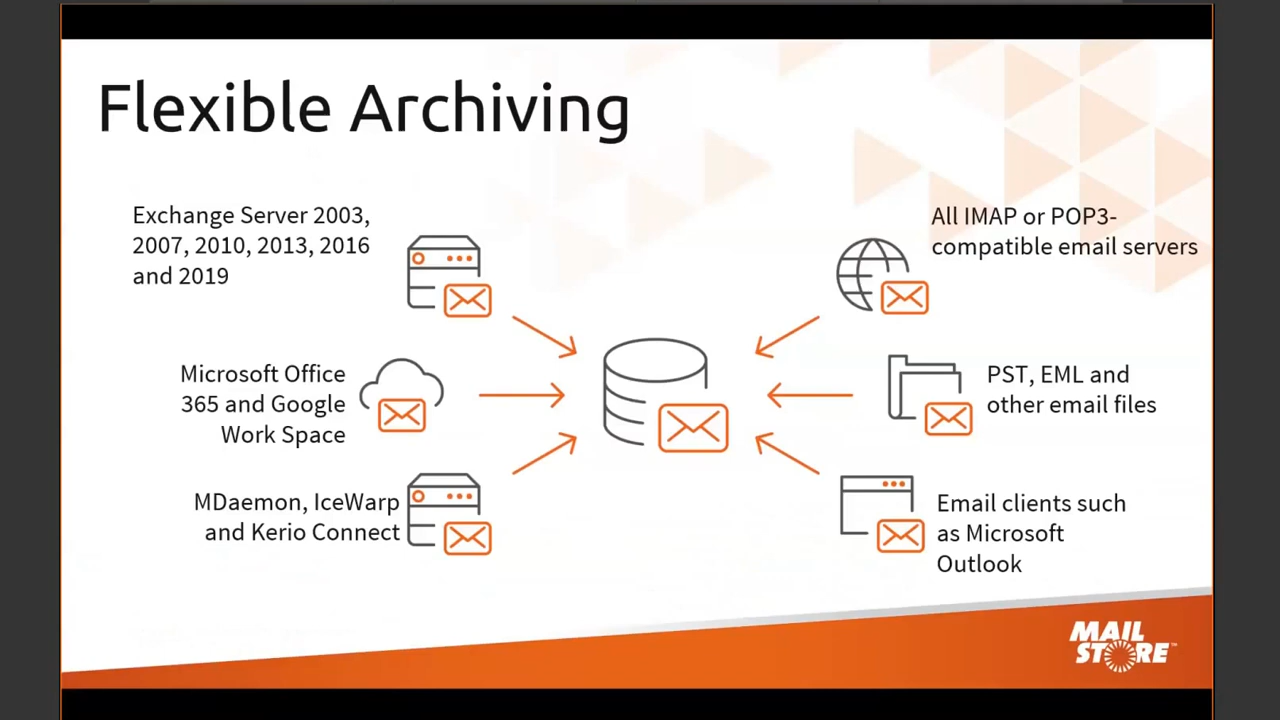 Flexible Archiving
Exchange Server 2003,
2007, 2010, 2013, 2016
and 2019
All IMAP or POP3-
compatible email servers
Microsoft Office
365 and Google
Work Space
PST, EML and
other email files
MDaemon, IceWarp
and Kerio Connect
Email clients such
as Microsoft
Outlook
MAIL
STORE™